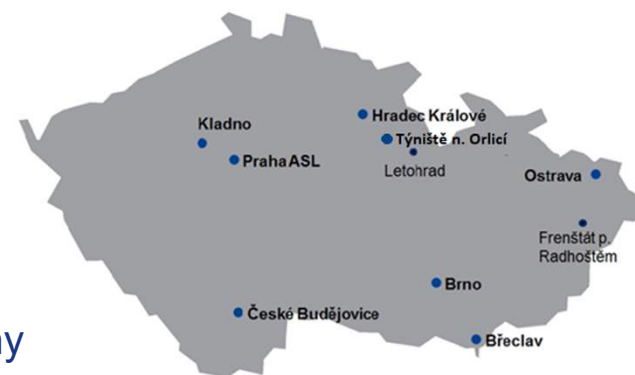 Hradec Králové
Kladno
Týniště n. Orlicí
Praha ASL
Letohrad
Ostrava
Frenštát p.
Radhoštěm
Brno
České Budějovice
Břeclav